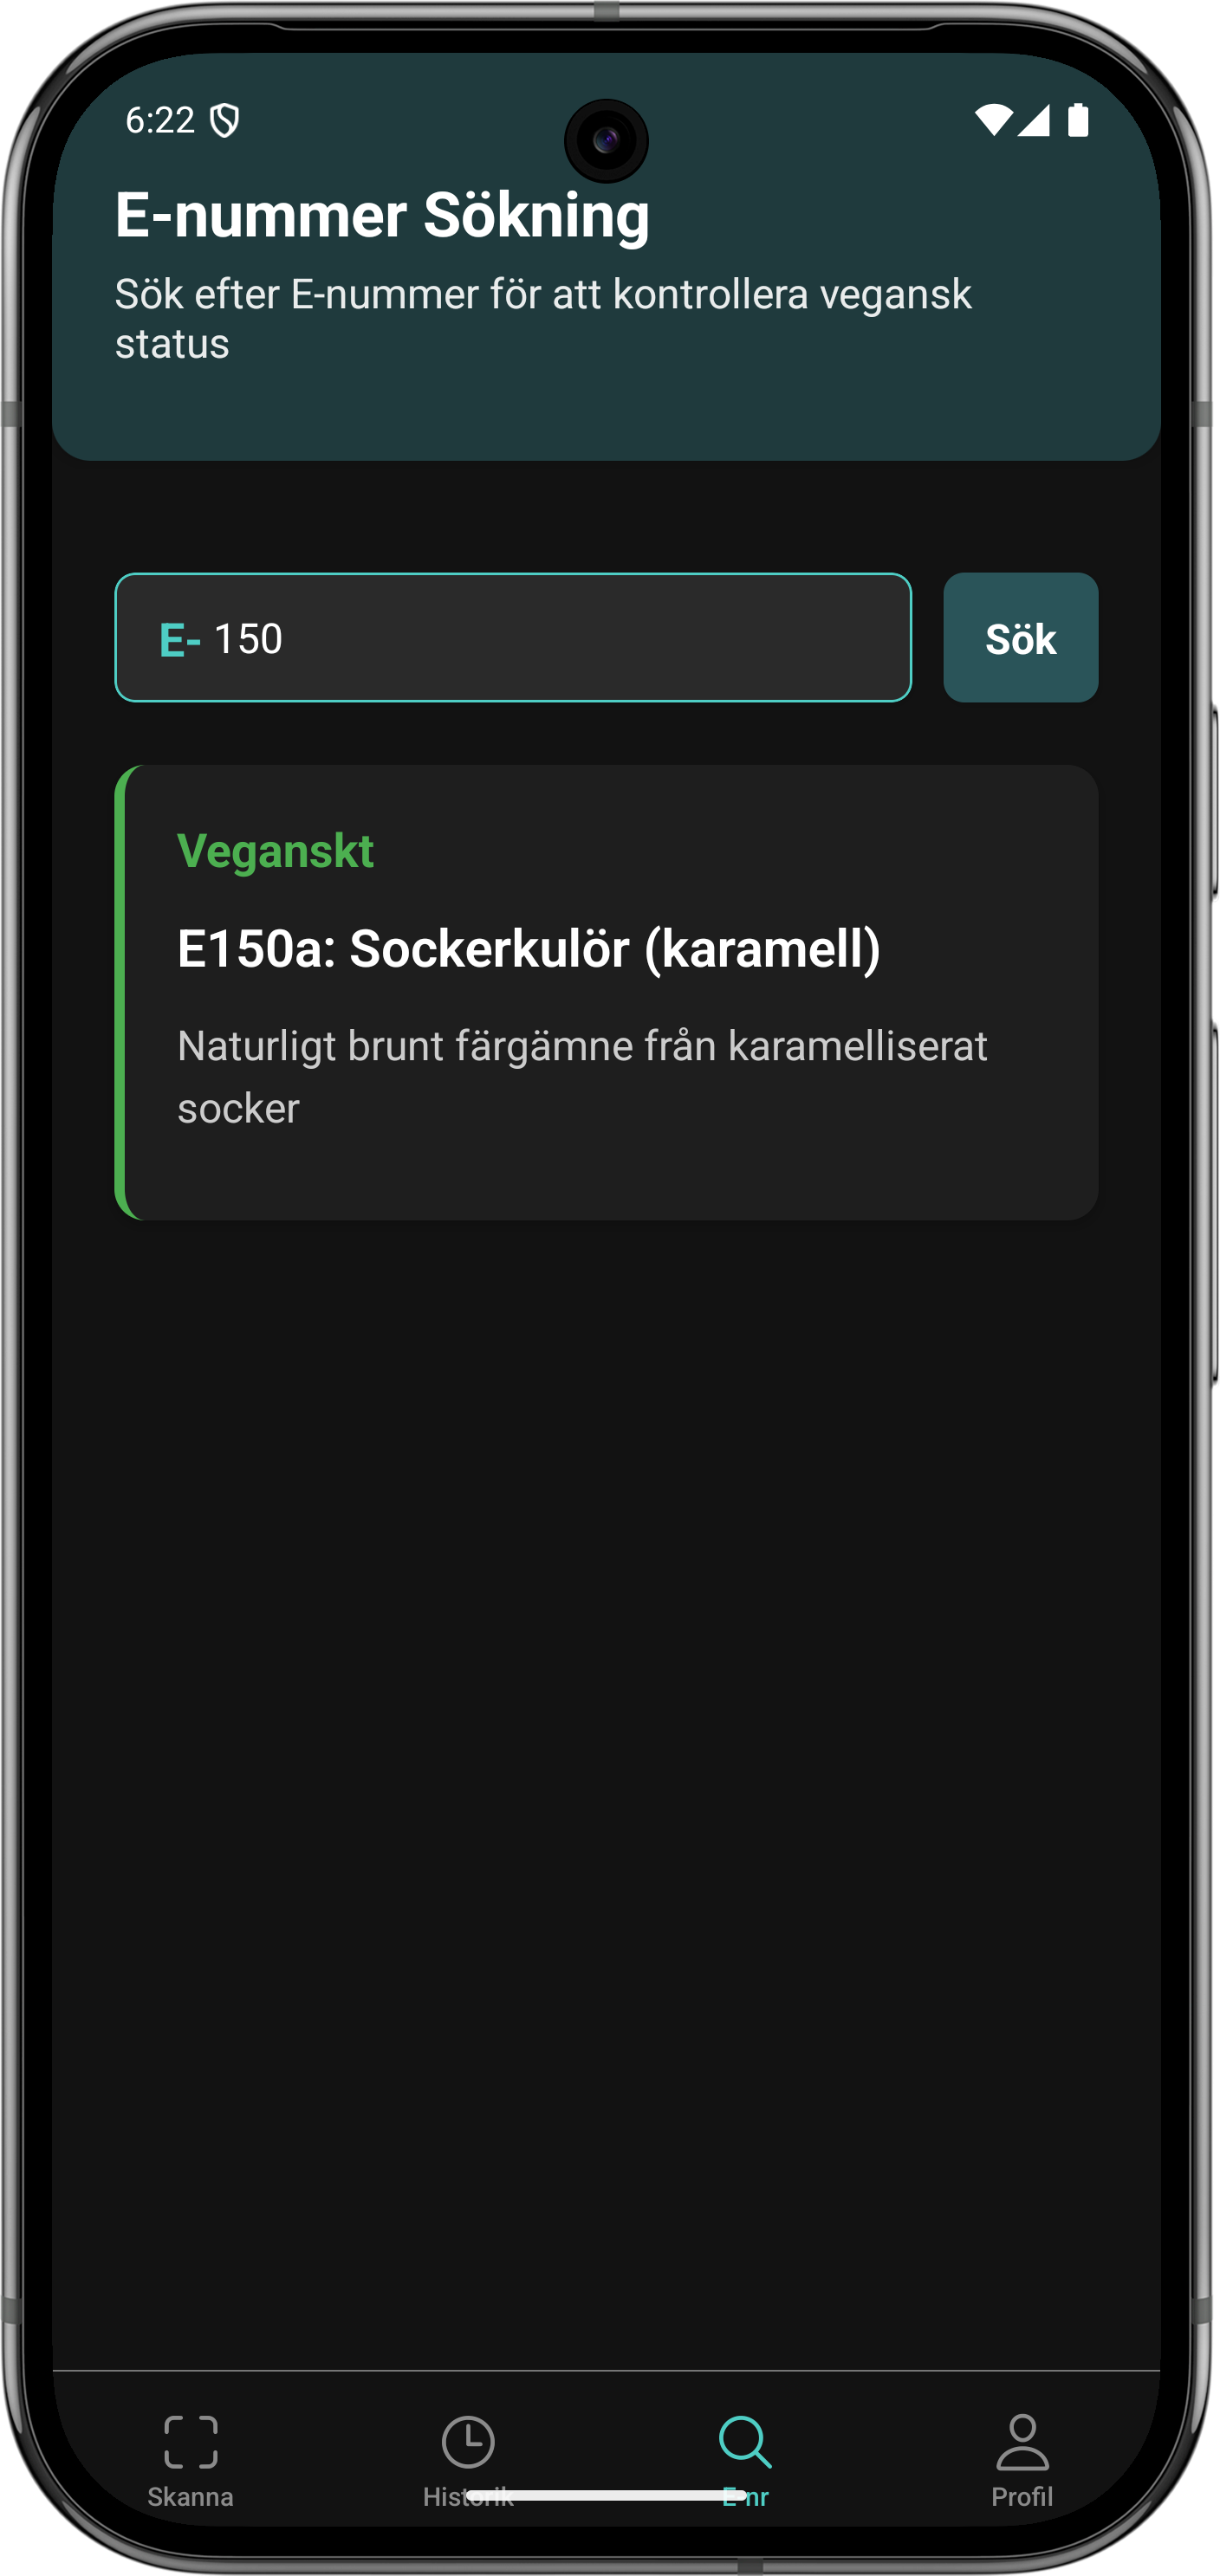 6:22
E-nummer Sökning
Sök efter E-nummer för att kontrollera vegansk
status
E- 150
Sök
Veganskt
E150a: Sockerkulör (karamell)
Naturligt brunt färgämne från karamelliserat
socker
Skanna
Historik
E-nr
Profil